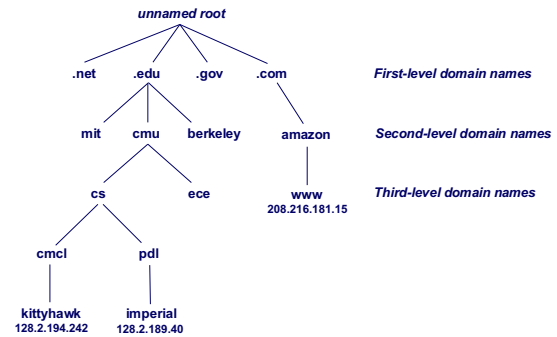 unnamed root
.net .edu .gov .com First-level domain names
mit cmu berkeley amazon Second-level domain names
cs ece www Third-level domain names
208.216.181.15
cmcl pdl
kittyhawk imperial
128.2.194.242 128.2.189.40